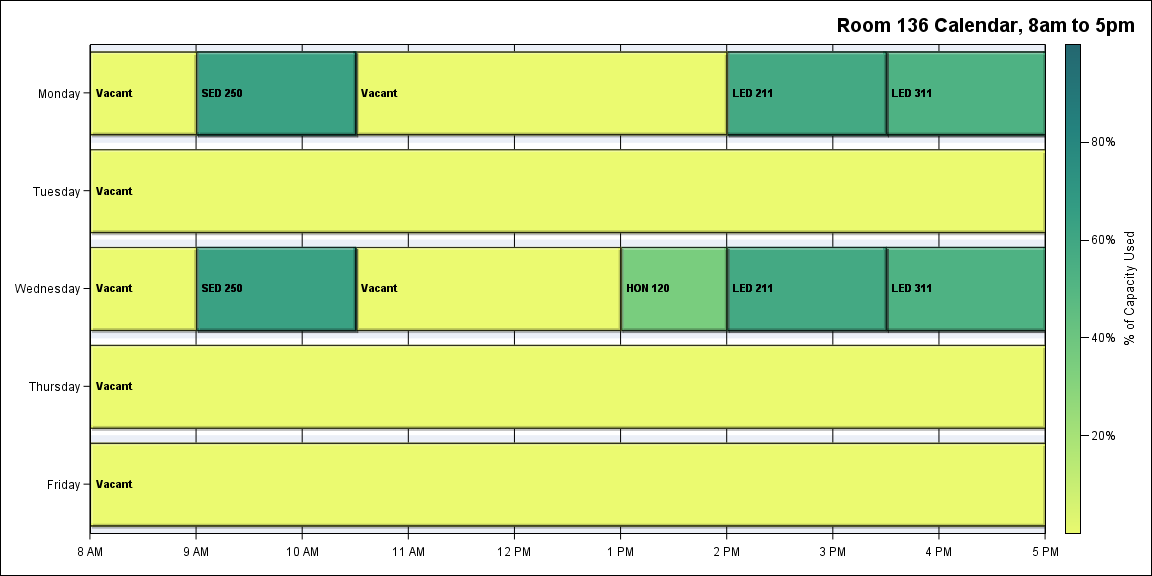 Room 136 Calendar, 8am to 5pm
Monday
Vacant
SED 250
Vacant
LED 211
LED 311
Tuesday
Vacant
Wednesday
Vacant
SED 250
Vacant
HON 120
LED 211
LED 311
Thursday
Vacant
Friday
Vacant
8 AM
9 AM
10 AM
11 AM
12 PM
1 PM
2 PM
3 PM
4 PM
5 PM
80%
60%
40%
20%
% of Capacity Used